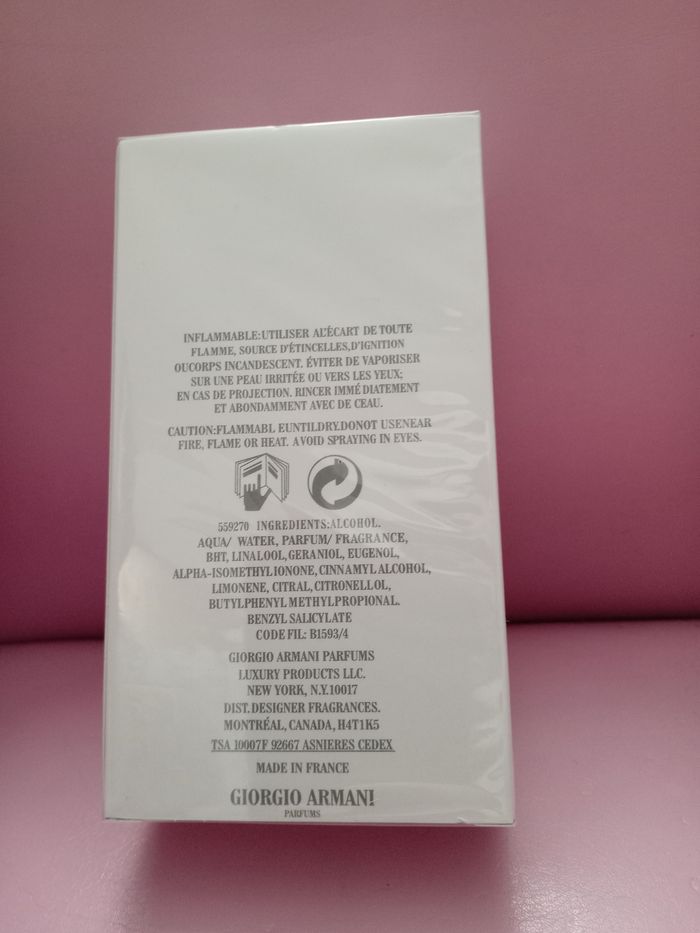 INFLAMMABLE:UTILISER AL'ÉCART DE TOUTE
FLAMME, SOURCE D'ÉTINCELLES,D'IGNITION
OUCORPS INCANDESCENT. ÉVITER DE VAPORISER
SUR UNE PEAU IRRITÉE OU VERS LES YEUX;
EN CAS DE PROJECTION. RINCER IMMÉ DIATEMENT
ET ABONDAMMENT AVEC DE CEAU.
CAUTION:FLAMMABL EUNTILDRY.DONOT USENEAR
FIRE, FLAME OR HEAT. AVOID SPRAYING IN EYES.
559270 INGREDIENTS:ALCOHOL.
AQUA/ WATER, PARFUM/ FRAGRANCE,
BHT, LINALOOL,GERANIOL, EUGENOL,
ALPHA-ISOMETHYL IONONE, CINNAMYL ALCOHOL,
LIMONENE, CITRAL, CITRONELLOL,
BUTYLPHENYL METHYLPROPIONAL.
BENZYL SALICYLATE
CODE FIL: B1593/4
GIORGIO ARMANI PARFUMS
LUXURY PRODUCTS LLC.
NEW YORK, N.Y.10017
DIST.DESIGNER FRAGRANCES.
MONTRÉAL, CANADA, H4T1K5
TSA 10007F 92667 ASNIERES CEDEX
MADE IN FRANCE
GIORGIO ARMANI
PARFUMS